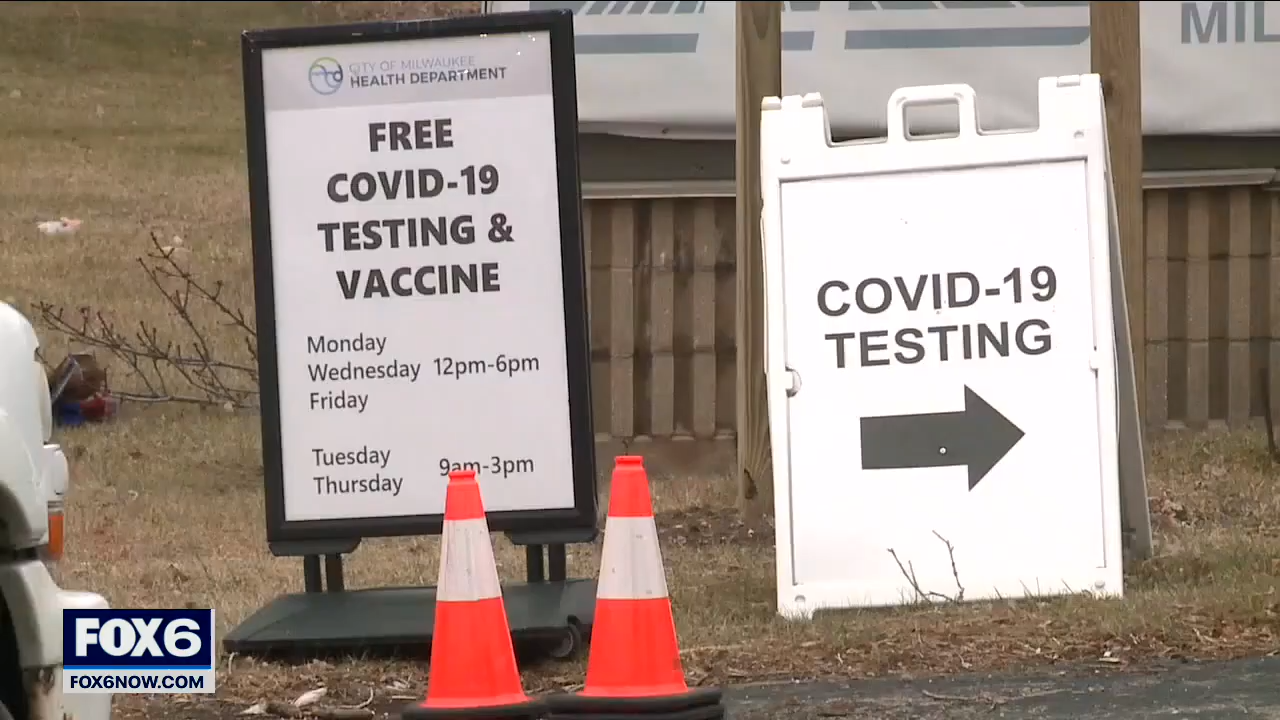 CITY OF MILWAUKEE
HEALTH DEPARTMENT
FREE
COVID-19
TESTING &
VACCINE
Monday
Wednesday 12pm-6pm
Friday
Tuesday
Thursday
9am-3pm
MIL
COVID-19
TESTING
FOX6
FOX6NOW.COM